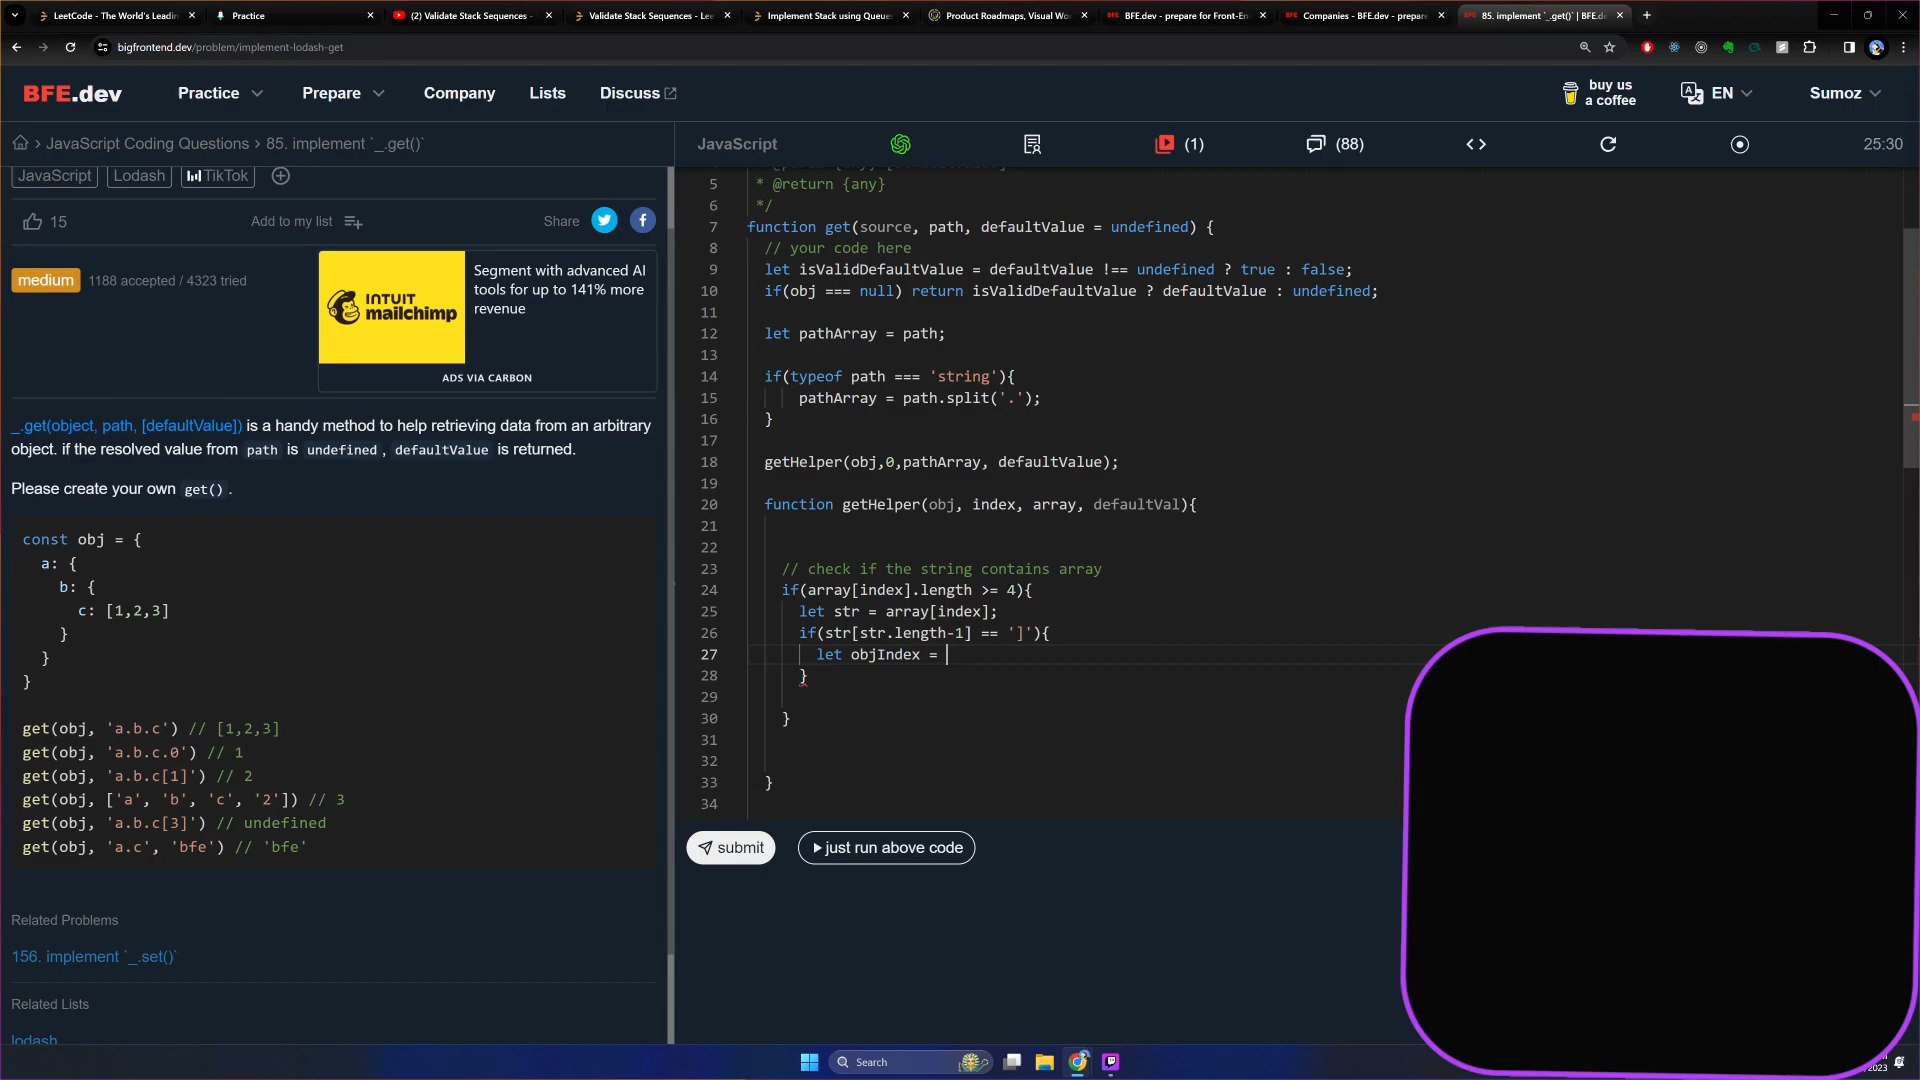 LeetCode - The World's Leadin
Practice
(2) Validate Stack Sequences -
Validate Stack Sequences - Lee
Implement Stack using Queue
Product Roadmaps, Visual Wo
BFE.dev - prepare for Front-En
Companies - BFE.dev - prepare
85. implement `_.get()` | BFE.de
bigfrontend.dev/problem/implement-lodash-get
BFE.dev
Practice
Prepare
Company
Lists
Discuss
buy us
a coffee
EN
Sumoz
JavaScript Coding Questions
85. implement `_.get()`
JavaScript
(1)
(88)
25:30
JavaScript
Lodash
TikTok
15
Add to my list
Share
medium
1188 accepted / 4323 tried
INTUIT
mailchimp
Segment with advanced AI
tools for up to 141% more
revenue
ADS VIA CARBON
_.get(object, path, [defaultValue]) is a handy method to help retrieving data from an arbitrary
object. if the resolved value from path is undefined, defaultValue is returned.
Please create your own get().
const obj = {
a: {
b: {
c: [1,2,3]
}
}
}
get(obj, 'a.b.c') // [1,2,3]
get(obj, 'a.b.c.0') // 1
get(obj, 'a.b.c[1]') // 2
get(obj, ['a', 'b', 'c', '2']) // 3
get(obj, 'a.b.c[3]') // undefined
get(obj, 'a.c', 'bfe') // 'bfe'
Related Problems
156. implement `_.set()`
Related Lists
lodash
5 * @return {any}
6 */
7 function get(source, path, defaultValue = undefined) {
8 // your code here
9 let isValidDefaultValue = defaultValue !== undefined ? true : false;
10 if(obj === null) return isValidDefaultValue ? defaultValue : undefined;
11
12 let pathArray = path;
13
14 if(typeof path === 'string'){
15 pathArray = path.split('.');
16 }
17
18 getHelper(obj,0,pathArray, defaultValue);
19
20 function getHelper(obj, index, array, defaultVal){
21
22
23 // check if the string contains array
24 if(array[index].length >= 4){
25 let str = array[index];
26 if(str[str.length-1] == ']'){
27 let objIndex =
28 }
29
30 }
31
32
33 }
34
submit
just run above code
Search